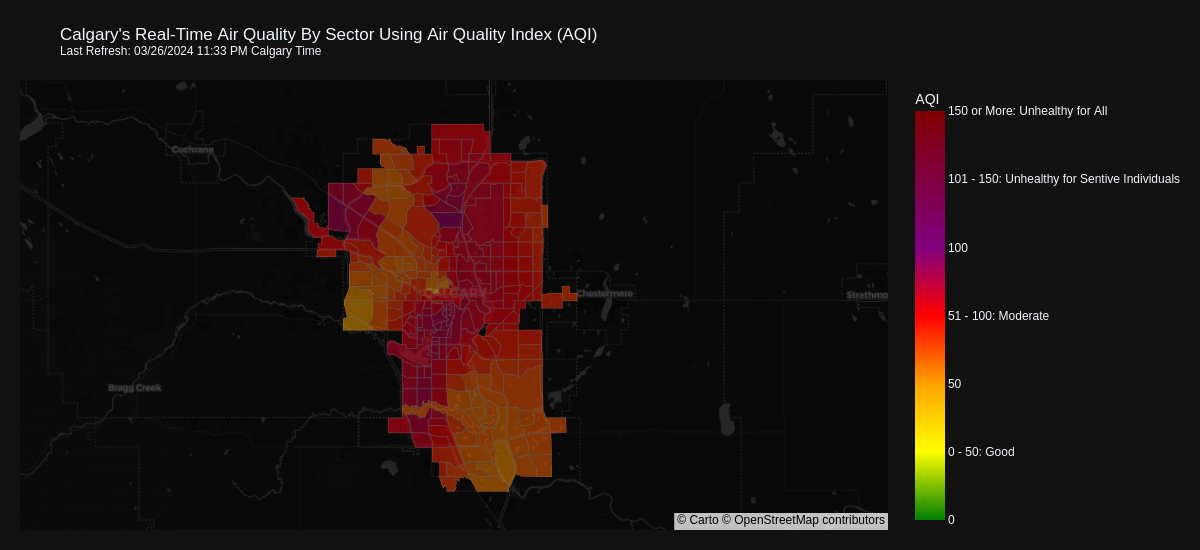 Calgary's Real-Time Air Quality By Sector Using Air Quality Index (AQI)
Last Refresh: 03/26/2024 11:33 PM Calgary Time
AQI
150 or More: Unhealthy for All
Cochrane
101 - 150: Unhealthy for Sentive Individuals
100
CALGARY
Chestermere
Strathmo
51 - 100: Moderate
Bragg Creek
50
0 - 50: Good
© Carto © OpenStreetMap contributors
0